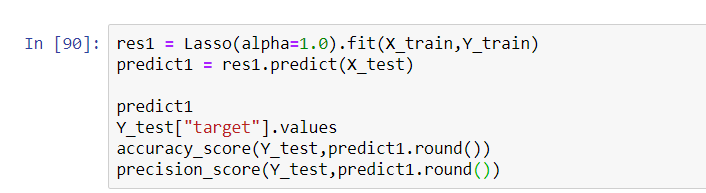 In [90]: res1 = Lasso(alpha=1.0).fit(X_train,Y_train)
predict1 = res1.predict(X_test)
predict1
Y_test["target"].values
accuracy_score(Y_test,predict1.round())
precision_score(Y_test,predict1.round())